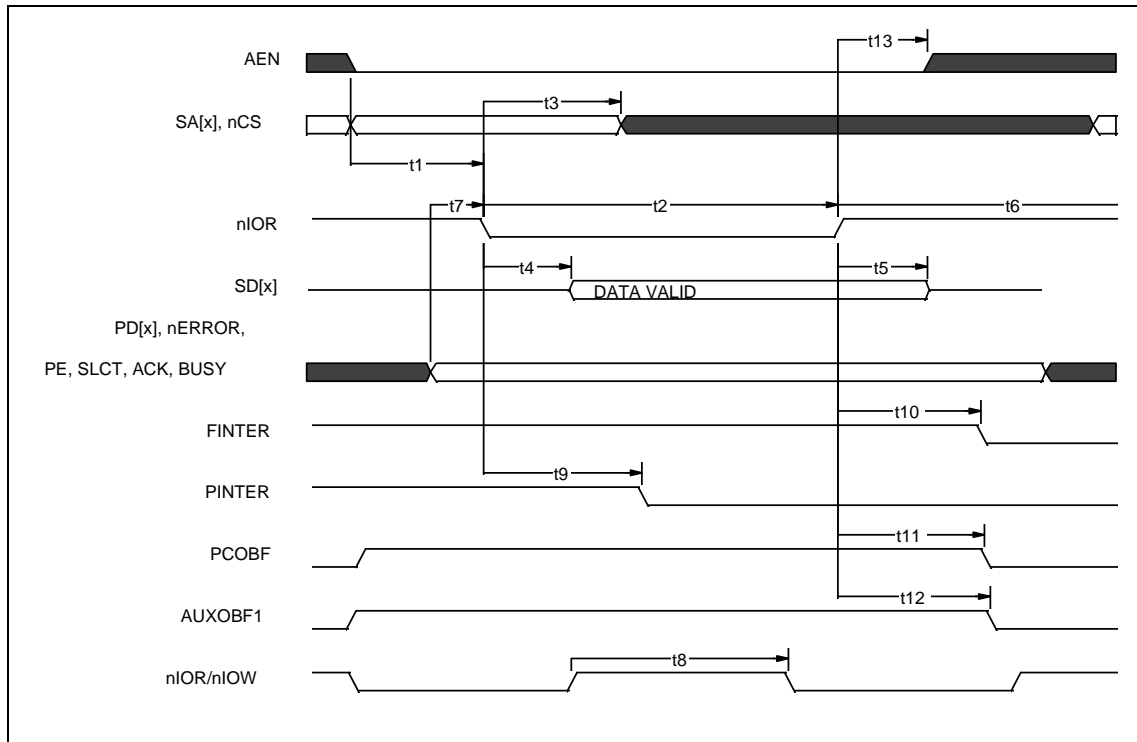 t13
AEN
t3
SA[x], nCS
t1
t7
t2
t6
nIOR
t4
t5
SD[x]
DATA VALID
PD[x], nERROR,
PE, SLCT, ACK, BUSY
t10
FINTER
t9
PINTER
t11
PCOBF
t12
AUXOBF1
t8
nIOR/nIOW